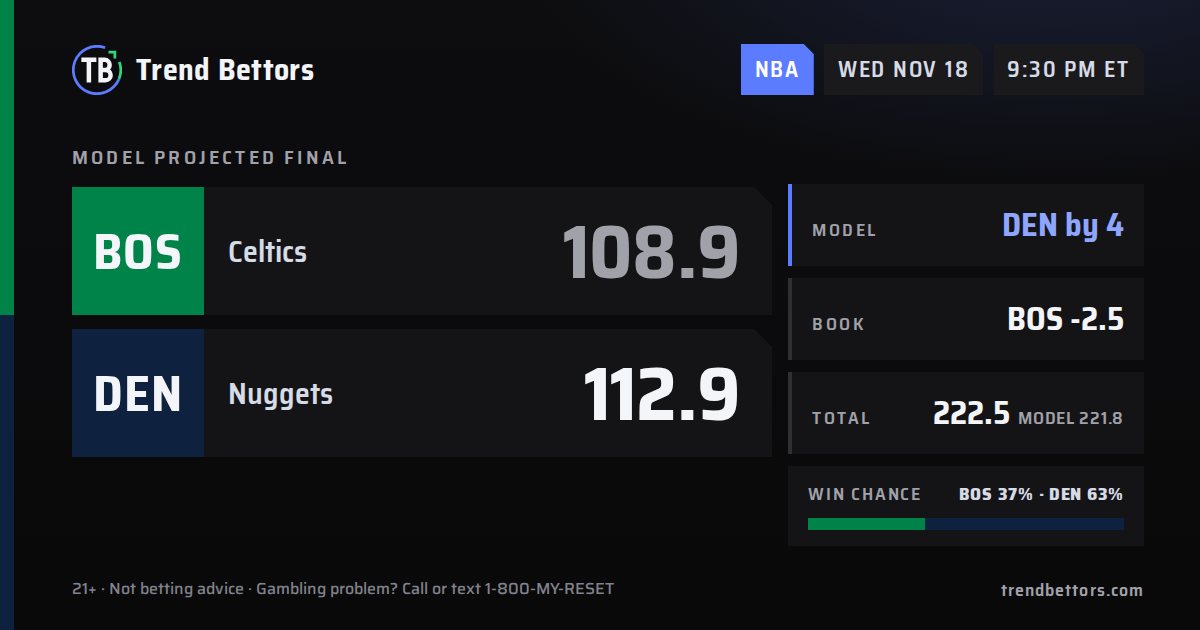 TB Trend Bettors
NBA WED NOV 18 9:30 PM ET
MODEL PROJECTED FINAL
BOS Celtics 108.9
DEN Nuggets 112.9
MODEL DEN by 4
BOOK BOS -2.5
TOTAL 222.5 MODEL 221.8
WIN CHANCE BOS 37% · DEN 63%
21+ · Not betting advice · Gambling problem? Call or text 1-800-MY-RESET
trendbettors.com